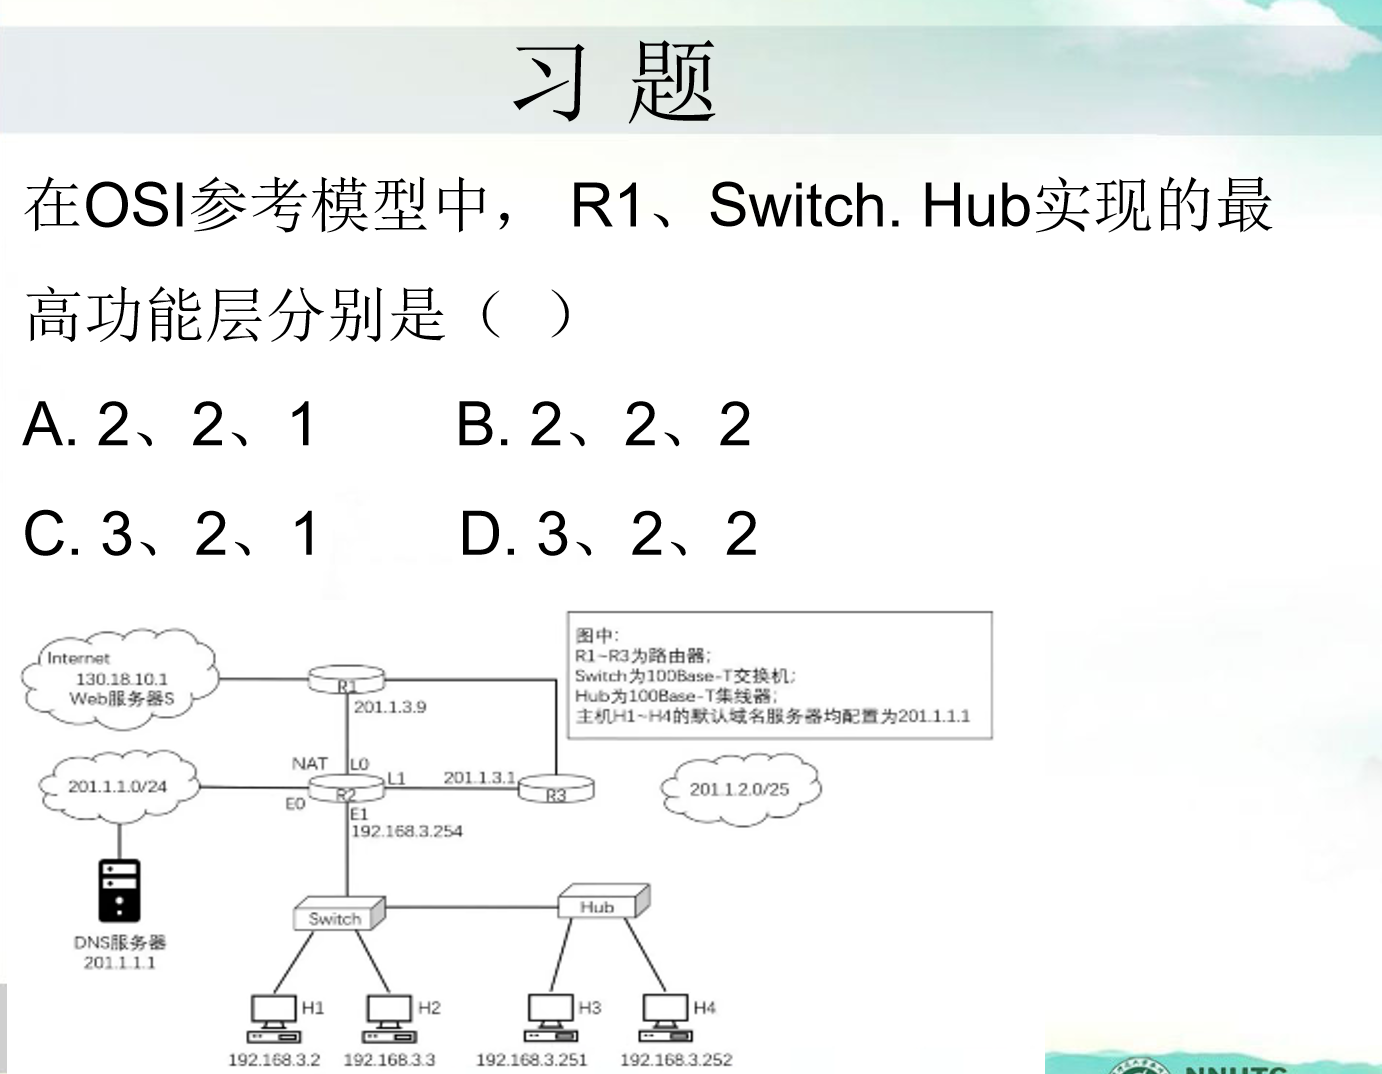 习 题
在OSI参考模型中， R1、Switch. Hub实现的最
高功能层分别是（ ）
A. 2、2、1 B. 2、2、2
C. 3、2、1 D. 3、2、2
图中:
R1~R3为路由器;
Switch为100Base-T交换机;
Hub为100Base-T集线器;
主机H1~H4的默认域名服务器均配置为201.1.1.1
Internet
130.18.10.1
Web服务器S
R1
201.1.3.9
NAT L0
201.1.1.0/24
L1
201.1.3.1
R2
R3
201.1.2.0/25
E0
E1
192.168.3.254
Switch
Hub
DNS服务器
201.1.1.1
H1
H2
H3
H4
192.168.3.2
192.168.3.3
192.168.3.251
192.168.3.252